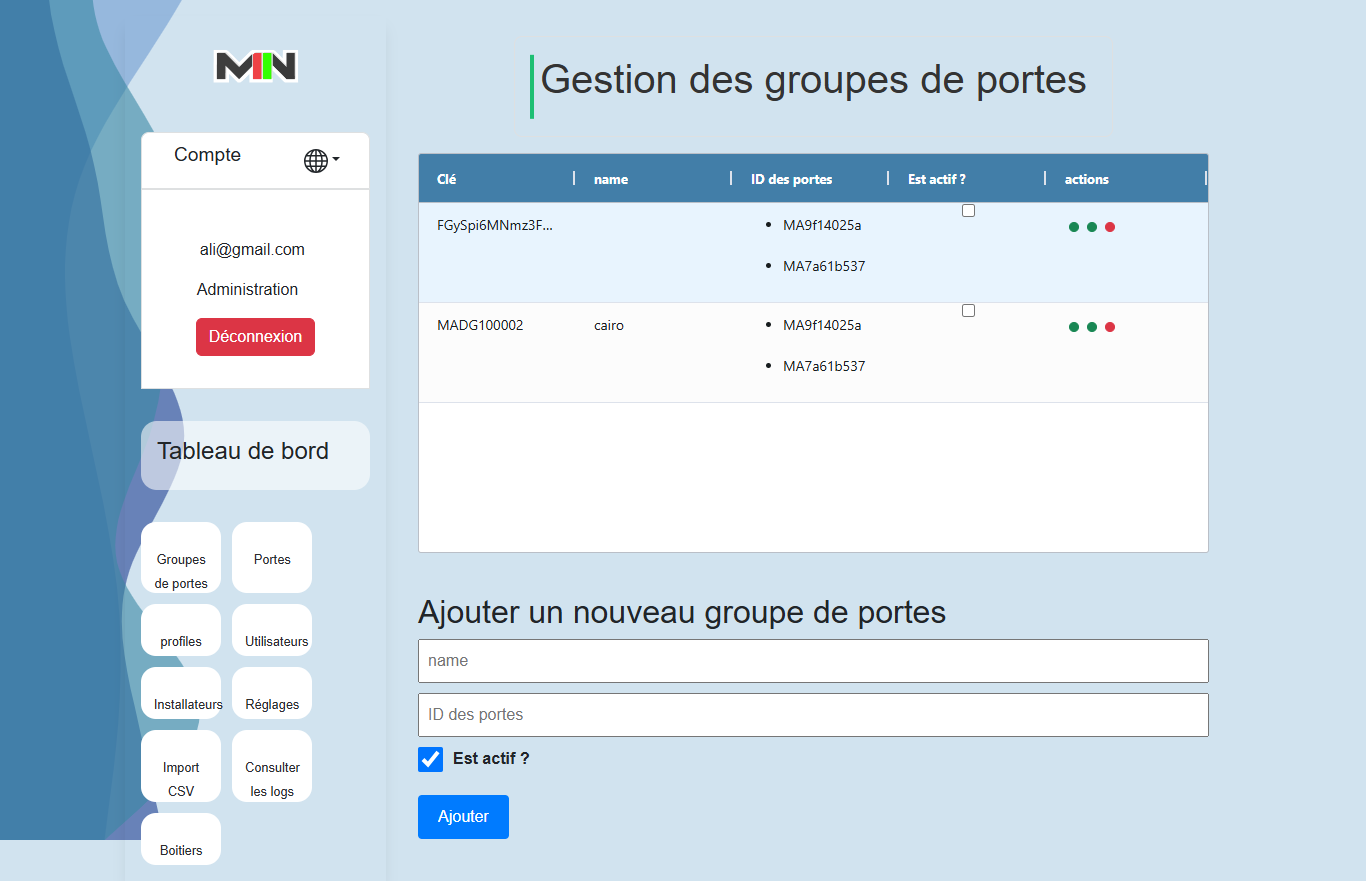 MIN
Gestion des groupes de portes
Compte
ali@gmail.com
Administration
Déconnexion
Tableau de bord
Groupes
de portes
Portes
profiles
Utilisateurs
Installateurs
Réglages
Import
CSV
Consulter
les logs
Boitiers
Clé name ID des portes Est actif ? actions
FGySpi6MNmz3F... MA9f14025a
MA7a61b537
MADG100002 cairo MA9f14025a
MA7a61b537
Ajouter un nouveau groupe de portes
name
ID des portes
Est actif ?
Ajouter